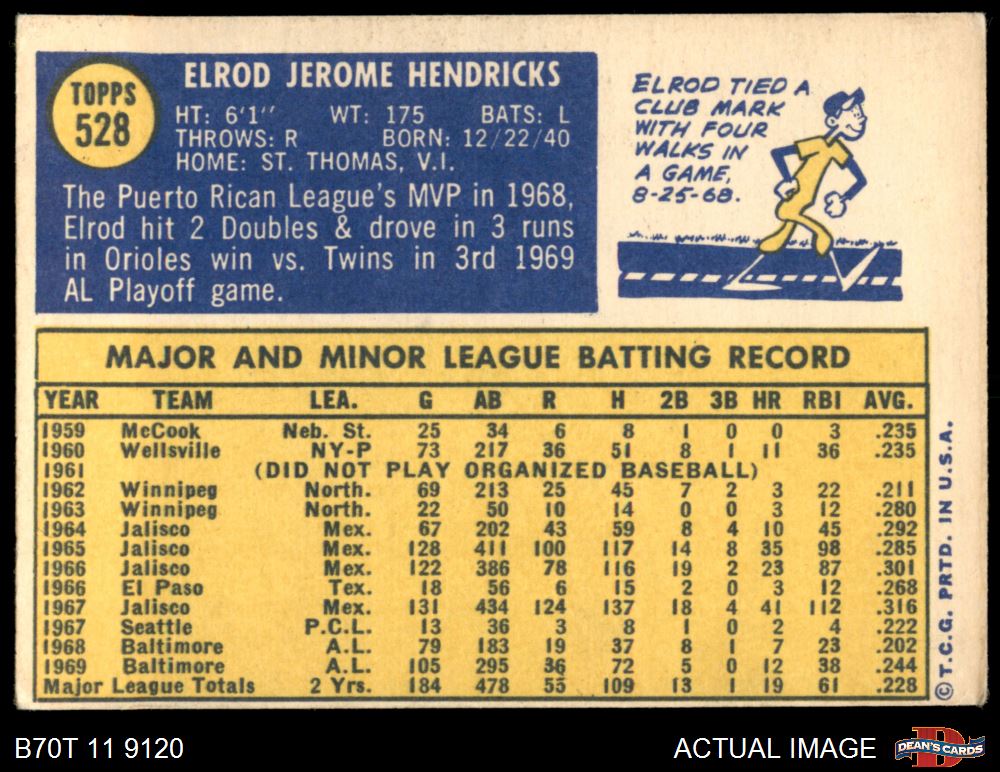 TOPPS
528
ELROD JEROME HENDRICKS
HT: 6'1" WT: 175 BATS: L
THROWS: R BORN: 12/22/40
HOME: ST. THOMAS, V.I.
The Puerto Rican League's MVP in 1968,
Elrod hit 2 Doubles & drove in 3 runs
in Orioles win vs. Twins in 3rd 1969
AL Playoff game.
ELROD TIED A
CLUB MARK
WITH FOUR
WALKS IN
A GAME,
8-25-68.
MAJOR AND MINOR LEAGUE BATTING RECORD
YEAR TEAM LEA. G AB R H 2B 3B HR RBI AVG.
1959 McCook Neb. St. 25 34 6 8 1 0 0 3 .235
1960 Wellsville NY-P 73 217 36 51 8 1 11 36 .235
1961 (DID NOT PLAY ORGANIZED BASEBALL)
1962 Winnipeg North. 69 213 25 45 7 2 3 22 .211
1963 Winnipeg North. 22 50 10 14 0 0 3 12 .280
1964 Jalisco Mex. 67 202 43 59 8 4 10 45 .292
1965 Jalisco Mex. 128 411 100 117 14 8 35 98 .285
1966 Jalisco Mex. 122 386 78 116 19 2 23 87 .301
1966 El Paso Tex. 18 56 6 15 2 0 3 12 .268
1967 Jalisco Mex. 131 434 124 137 18 4 41 112 .316
1967 Seattle P.C.L. 13 36 3 8 1 0 2 4 .222
1968 Baltimore A.L. 79 183 19 37 8 1 7 23 .202
1969 Baltimore A.L. 105 295 36 72 5 0 12 38 .244
Major League Totals 2 Yrs. 184 478 55 109 13 1 19 61 .228
© T.C.G. PRTD. IN U.S.A.
B70T 11 9120
ACTUAL IMAGE
D
DEAN'S CARDS